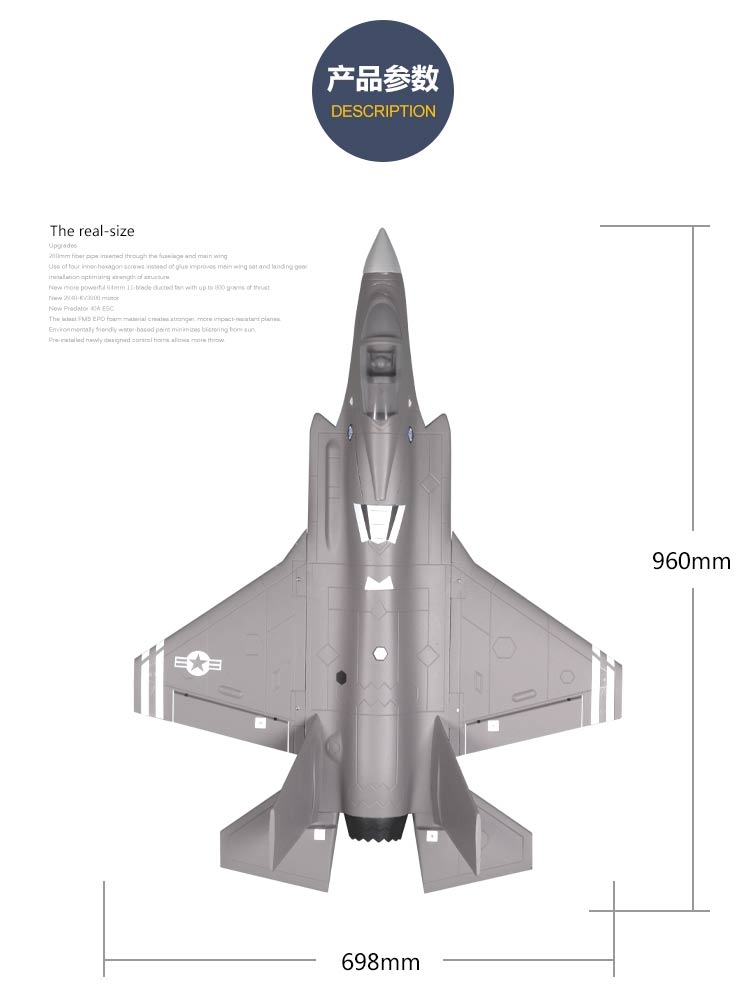 产品参数
DESCRIPTION
The real-size
Upgrades
200mm fiber pipe inserted through the fuselage and main wing
Use of four inner-hexagon screws instead of glue improves main wing set and landing gear
installation optimizing strength of structure
New more powerful 64mm 11-blade ducted fan with up to 900 grams of thrust
New 2840-KV3900 motor
New Predator 40A ESC
The latest PMS EPO foam material creates stronger, more impact-resistant planes.
Environmentally friendly water-based paint minimizes blistering from sun.
Pre-installed newly designed control horns allows more throw.
960mm
698mm